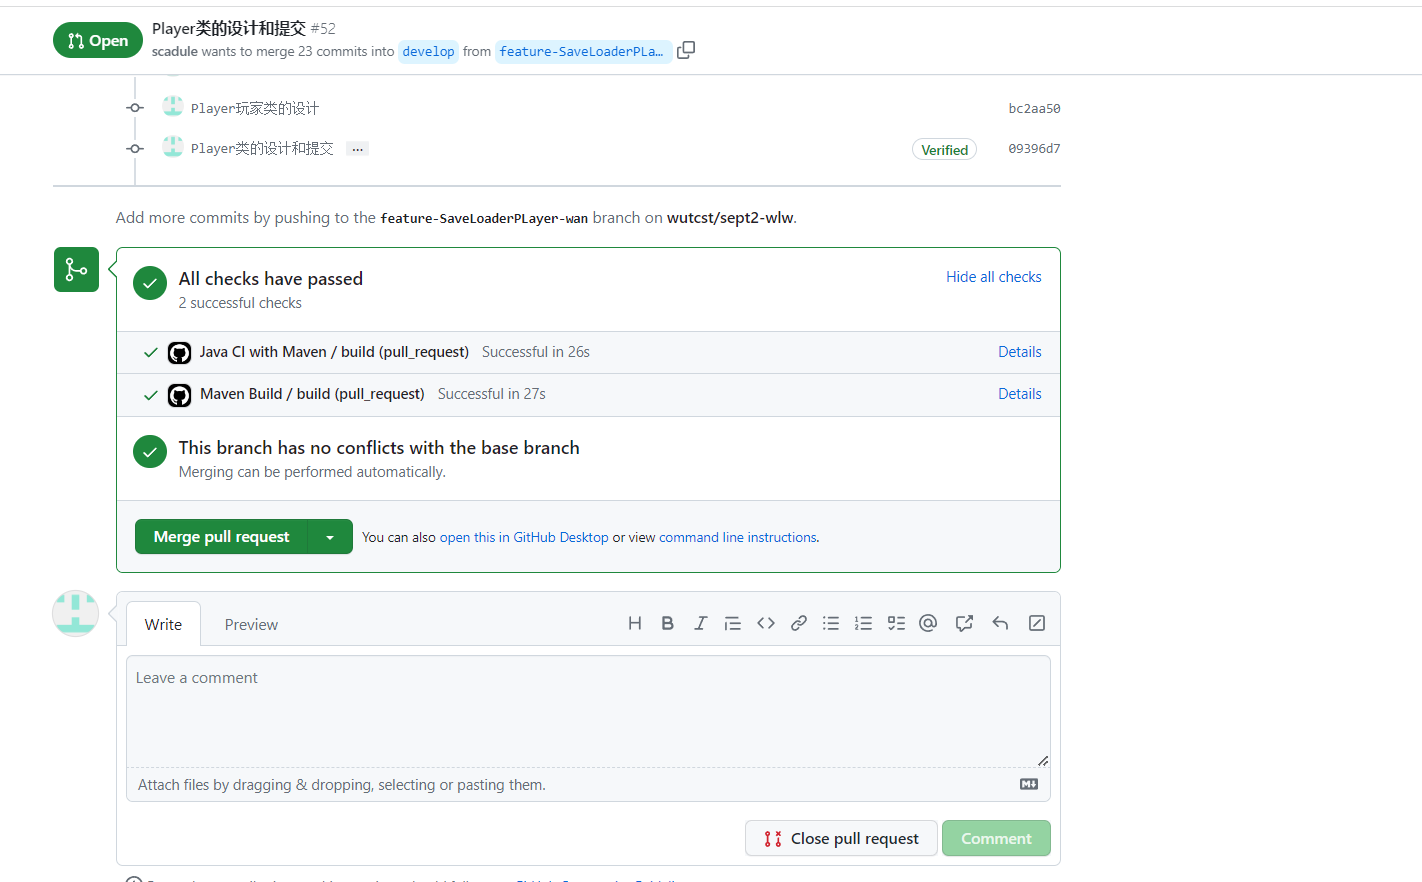 Open
Player类的设计和提交 #52
scadule wants to merge 23 commits into develop from feature-SaveLoaderPLa…
Player玩家类的设计 bc2aa50
Player类的设计和提交 … Verified 09396d7
Add more commits by pushing to the feature-SaveLoaderPLayer-wan branch on wutcst/sept2-wlw.
All checks have passed Hide all checks
2 successful checks
Java CI with Maven / build (pull_request) Successful in 26s Details
Maven Build / build (pull_request) Successful in 27s Details
This branch has no conflicts with the base branch
Merging can be performed automatically.
Merge pull request You can also open this in GitHub Desktop or view command line instructions.
Write Preview
Leave a comment
Attach files by dragging & dropping, selecting or pasting them.
Close pull request Comment